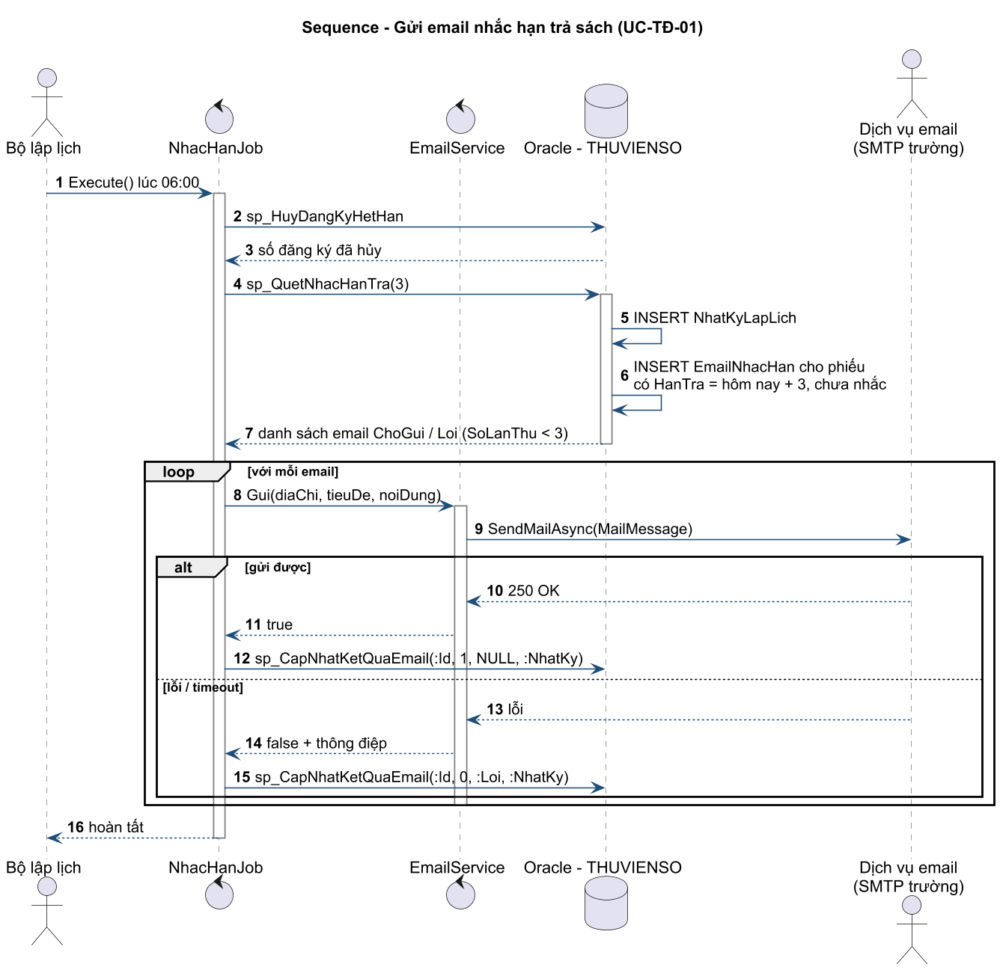 Sequence - Gửi email nhắc hạn trả sách (UC-TĐ-01)
Bộ lập lịch
NhacHanJob
EmailService
Oracle - THUVIENSO
Dịch vụ email
(SMTP trường)
1 Execute() lúc 06:00
2 sp_HuyDangKyHetHan
3 số đăng ký đã hủy
4 sp_QuetNhacHanTra(3)
5 INSERT NhatKyLapLich
6 INSERT EmailNhacHan cho phiếu
có HanTra = hôm nay + 3, chưa nhắc
7 danh sách email ChoGui / Loi (SoLanThu < 3)
loop [với mỗi email]
8 Gui(diaChi, tieuDe, noiDung)
9 SendMailAsync(MailMessage)
alt [gửi được]
10 250 OK
11 true
12 sp_CapNhatKetQuaEmail(:Id, 1, NULL, :NhatKy)
[lỗi / timeout]
13 lỗi
14 false + thông điệp
15 sp_CapNhatKetQuaEmail(:Id, 0, :Loi, :NhatKy)
16 hoàn tất
Bộ lập lịch
NhacHanJob
EmailService
Oracle - THUVIENSO
Dịch vụ email
(SMTP trường)